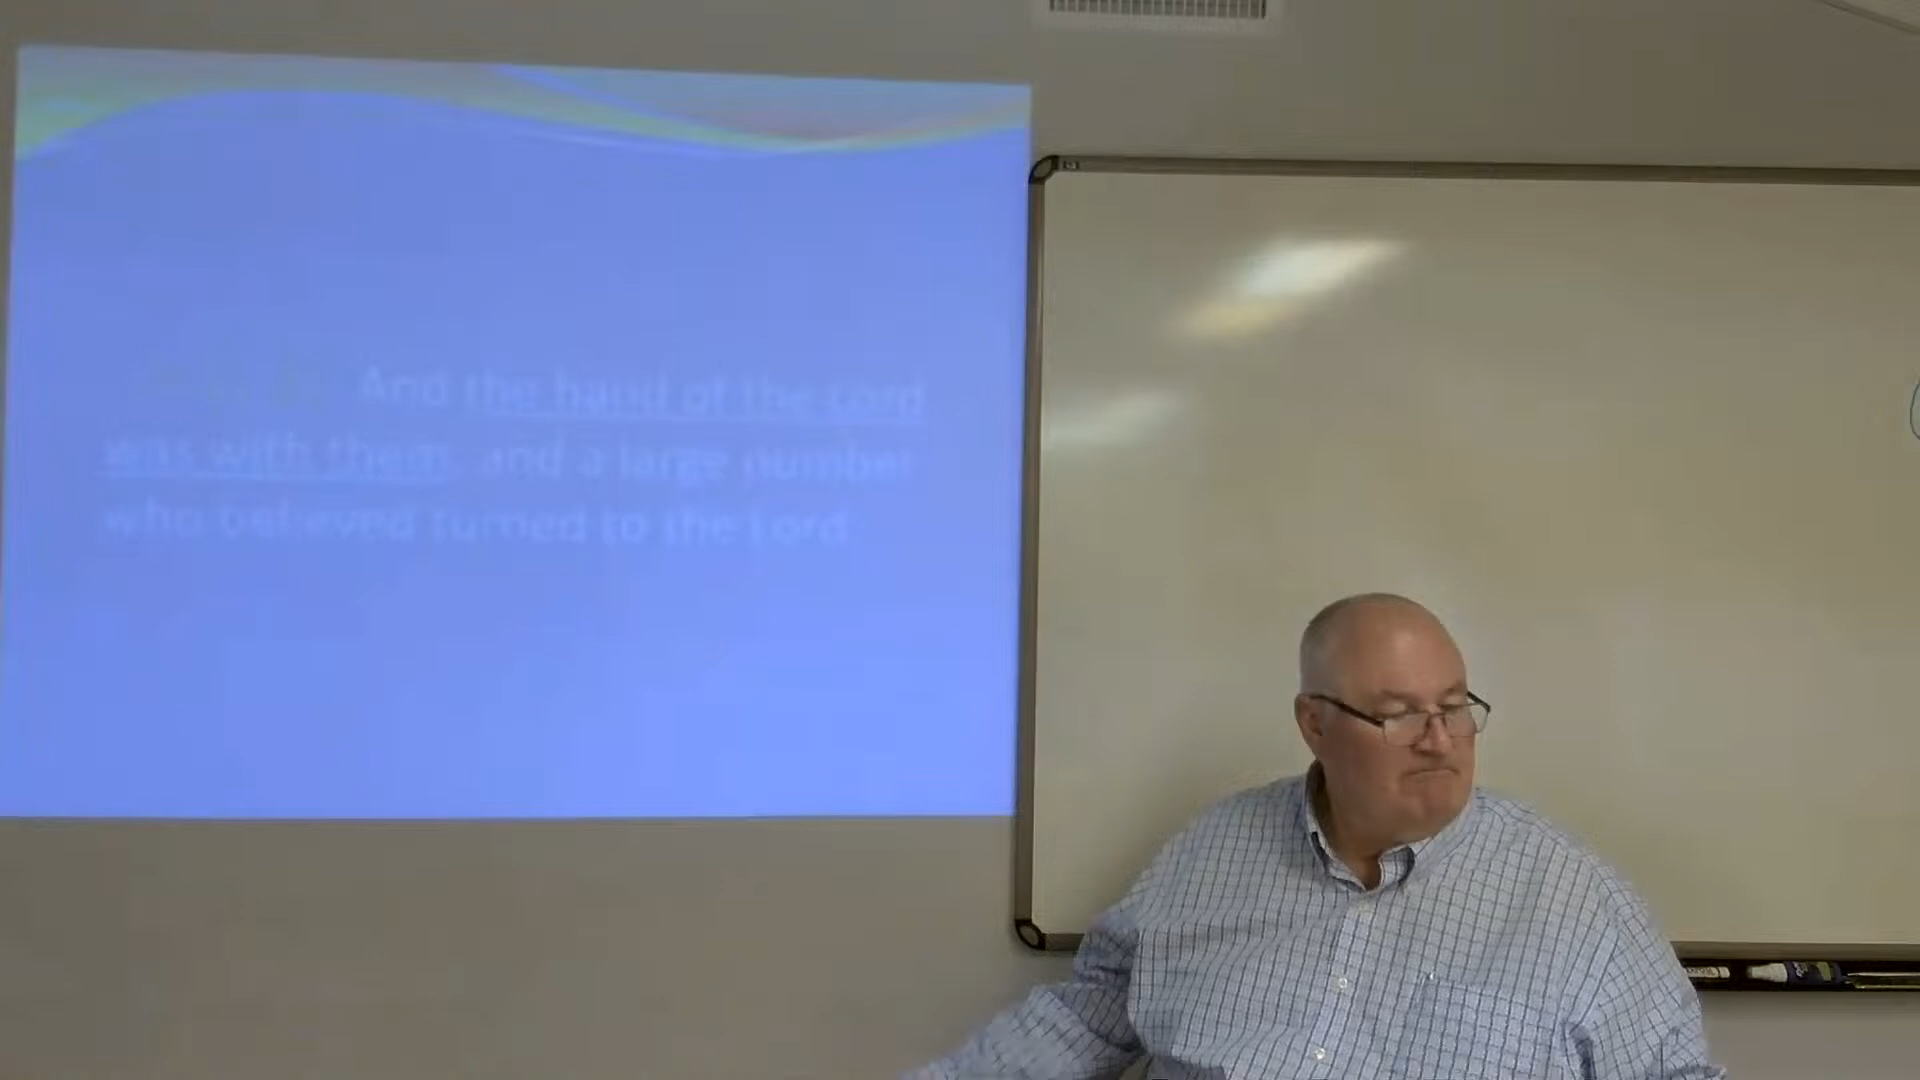 And the hand of the Lord
was with them, and a large number
who believed turned to the Lord